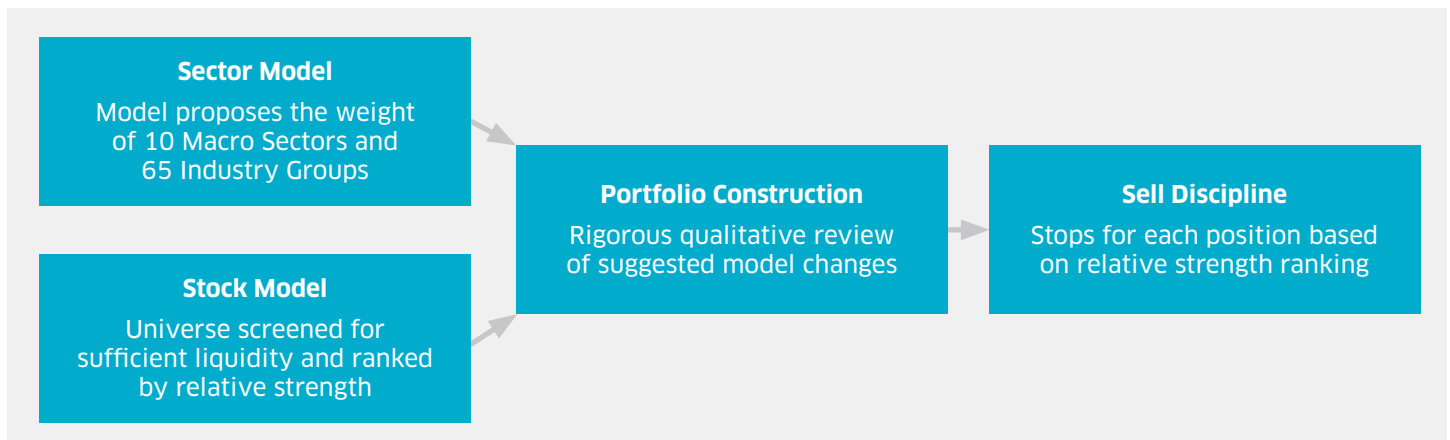 Sector Model
Model proposes the weight
of 10 Macro Sectors and
65 Industry Groups
Stock Model
Universe screened for
sufficient liquidity and ranked
by relative strength
Portfolio Construction
Rigorous qualitative review
of suggested model changes
Sell Discipline
Stops for each position based
on relative strength ranking